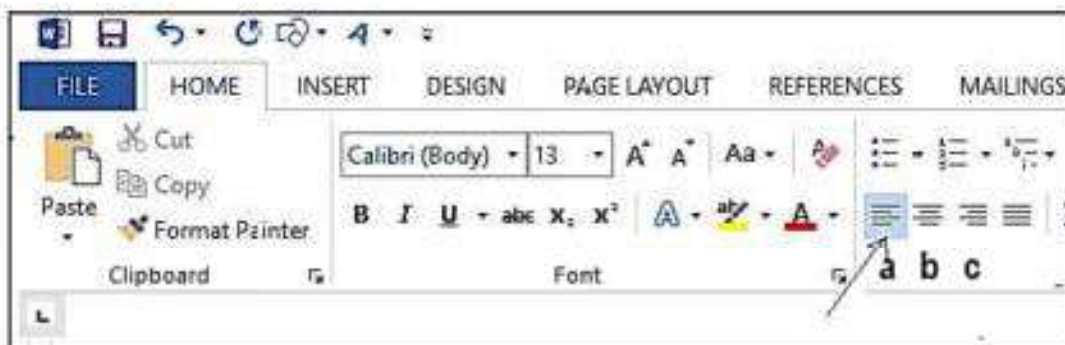 FILE HOME INSERT DESIGN PAGE LAYOUT REFERENCES MAILINGS
Cut
Copy
Paste
Format Painter
Clipboard
Calibri (Body) 13 A A Aa
B I U abc X₂ X² A ab A
Font
a b c